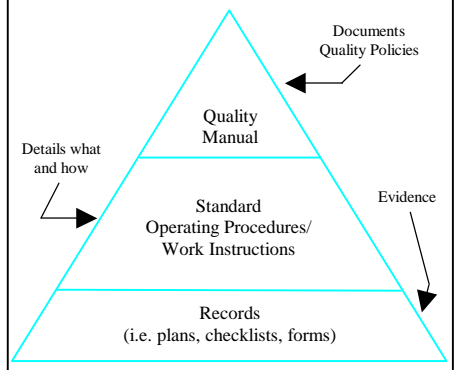 Documents
Quality Policies
Quality
Manual
Details what
and how
Standard
Operating Procedures/
Work Instructions
Evidence
Records
(i.e. plans, checklists, forms)